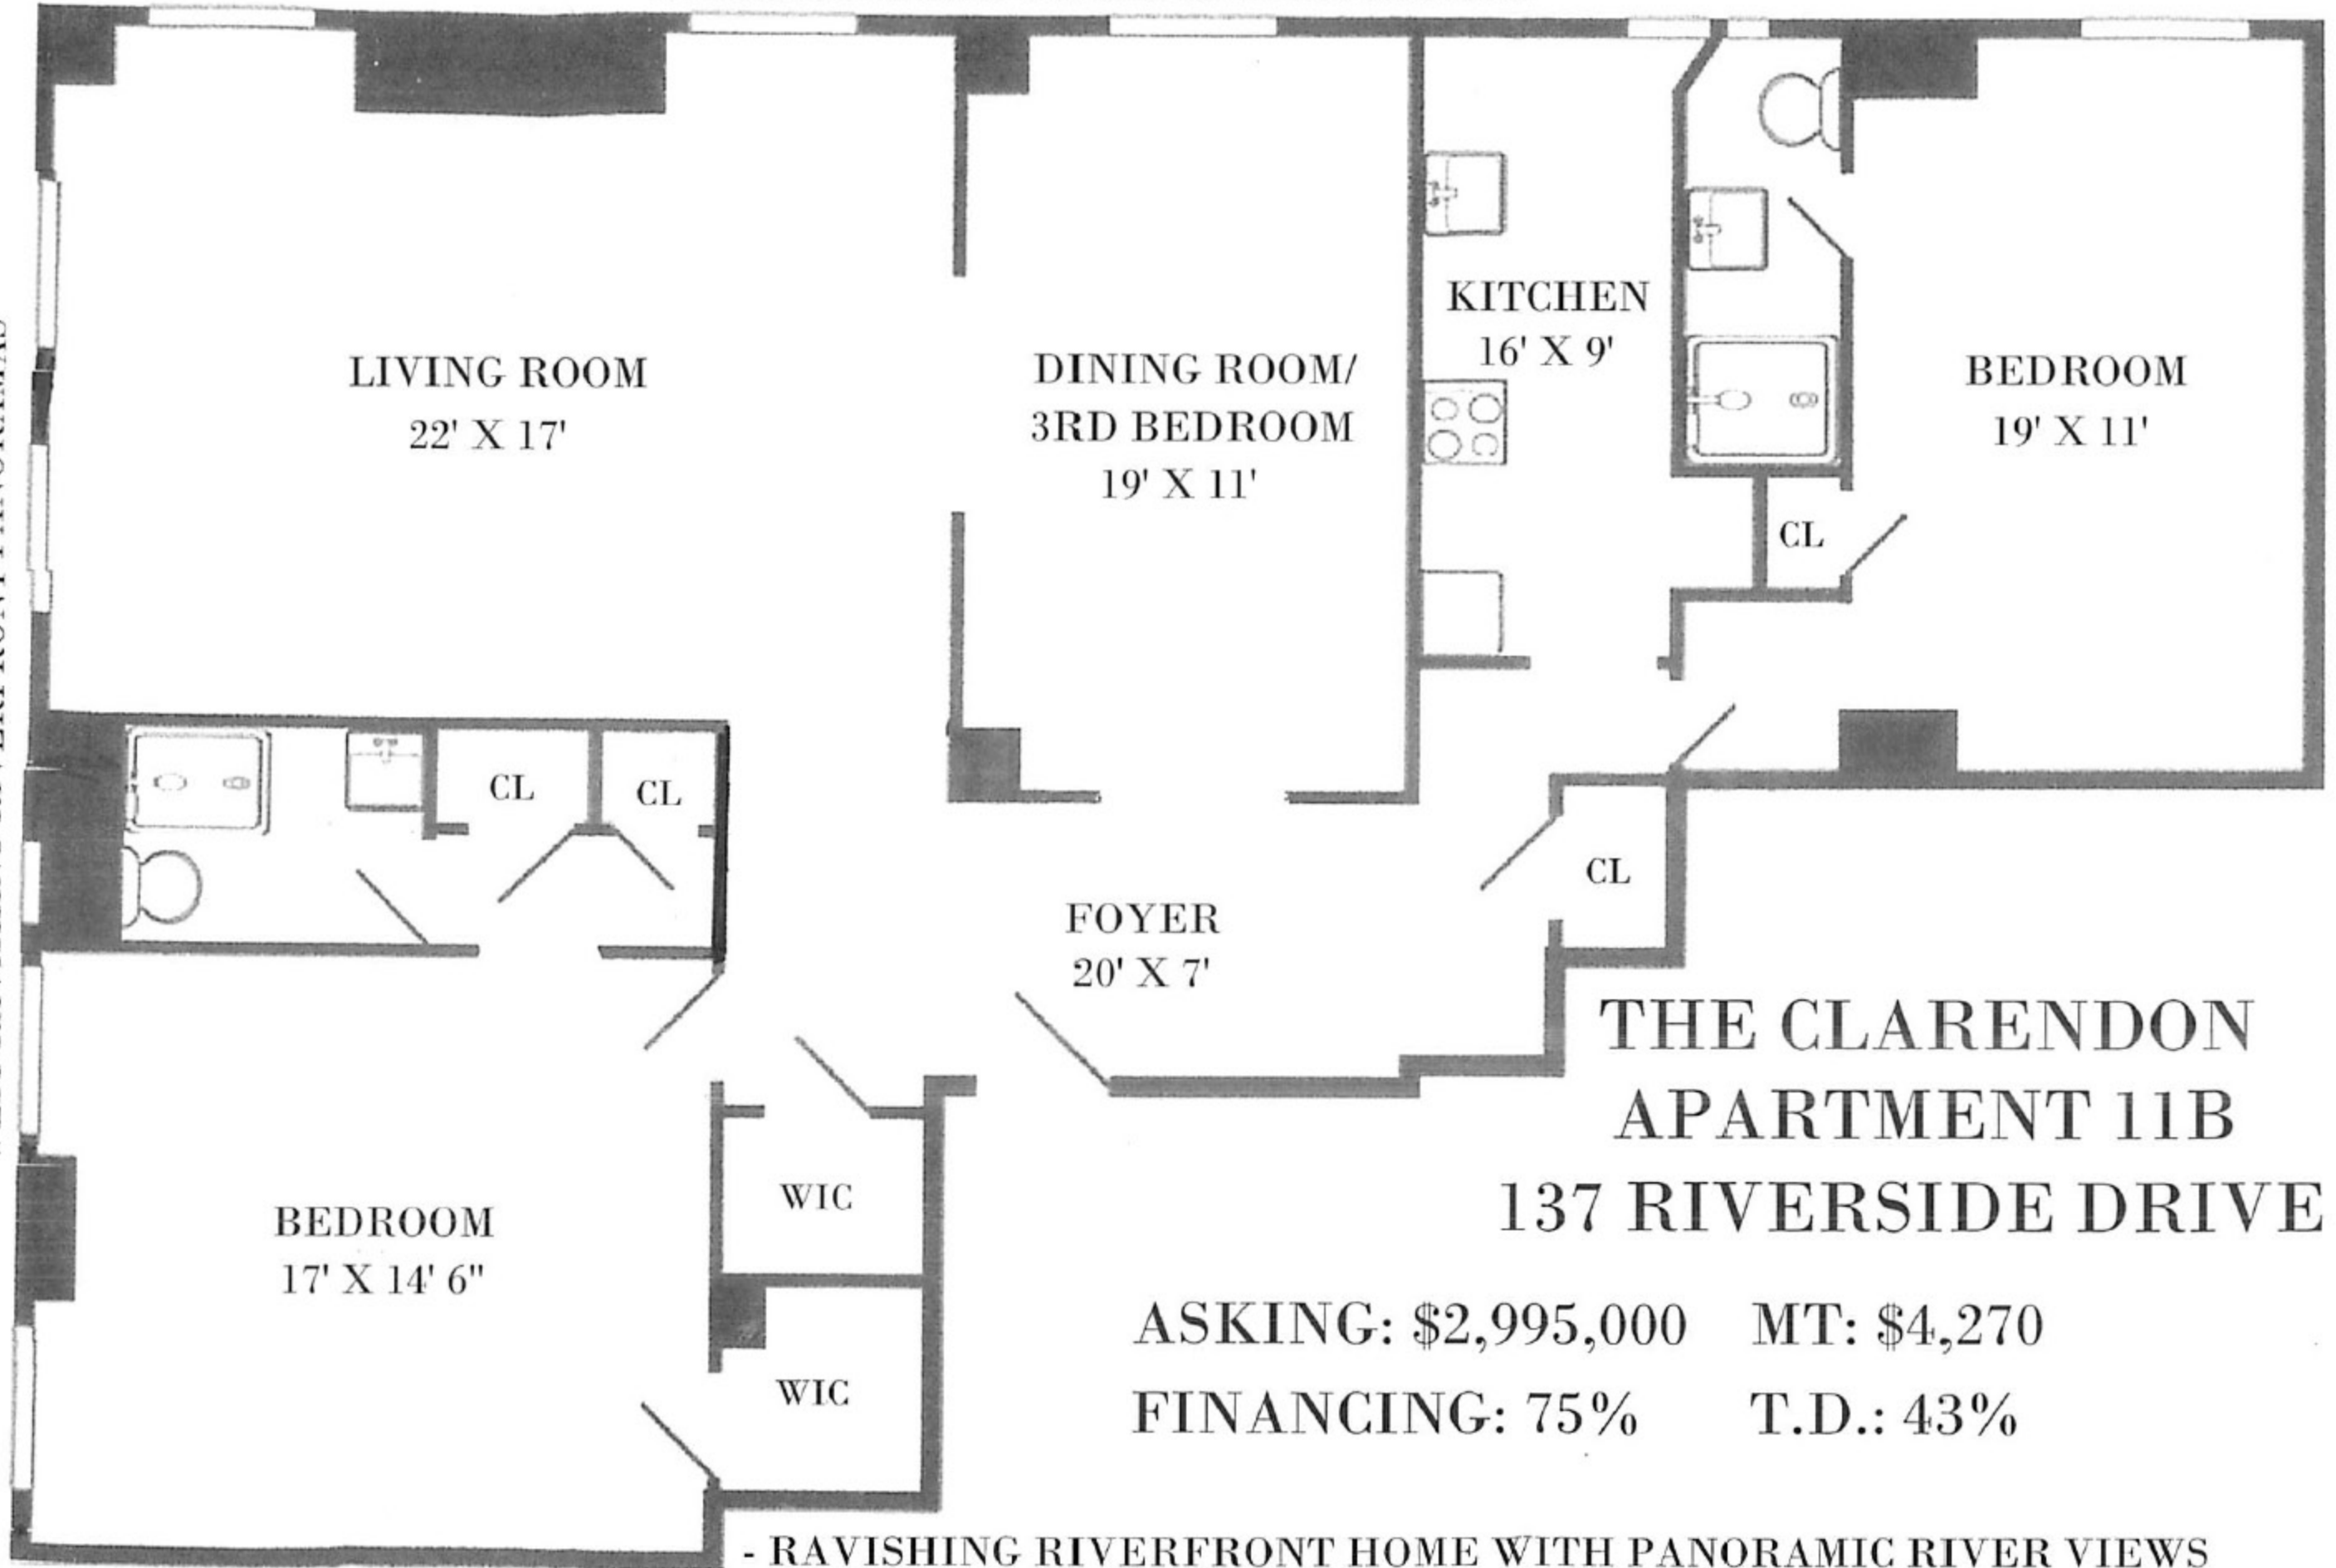 LIVING ROOM
22' X 17'
DINING ROOM/
3RD BEDROOM
19' X 11'
KITCHEN
16' X 9'
BEDROOM
19' X 11'
CL
CL
CL
CL
FOYER
20' X 7'
BEDROOM
17' X 14' 6"
WIC
WIC
THE CLARENDON
APARTMENT 11B
137 RIVERSIDE DRIVE
ASKING: $2,995,000 MT: $4,270
FINANCING: 75% T.D.: 43%
- RAVISHING RIVERFRONT HOME WITH PANORAMIC RIVER VIEWS